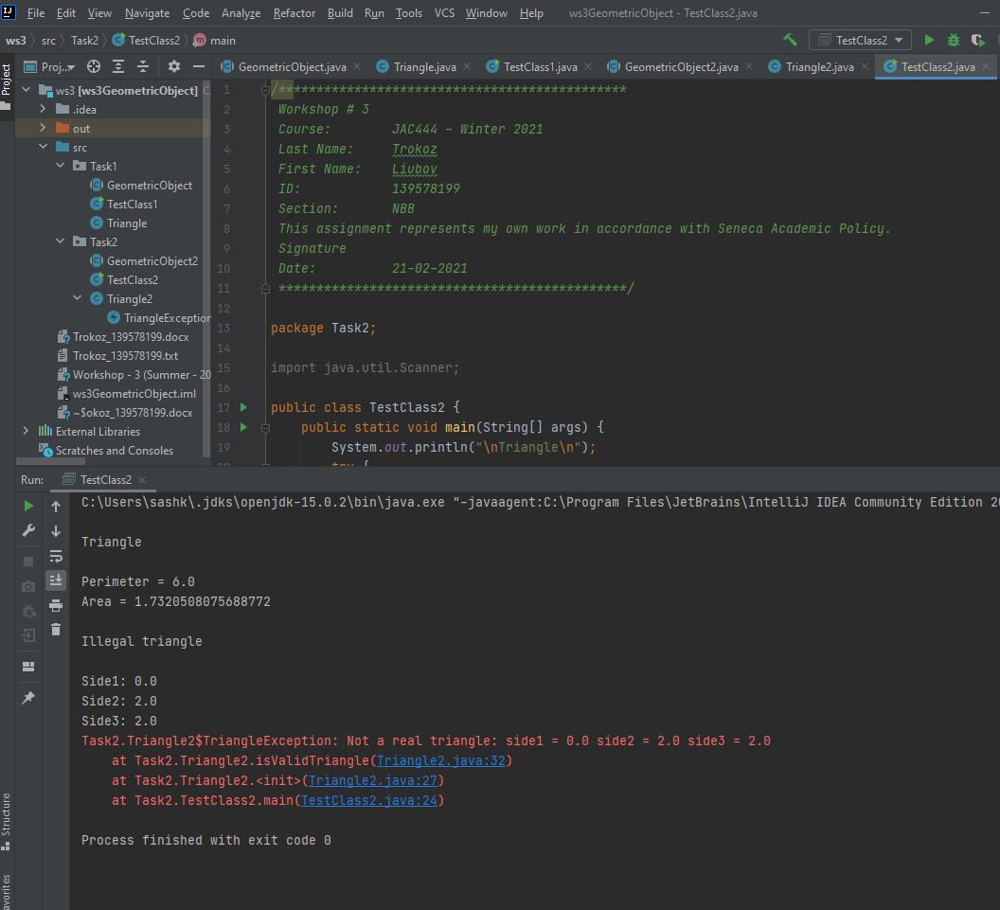 File Edit View Navigate Code Analyze Refactor Build Run Tools VCS Window Help ws3GeometricObject - TestClass2.java
ws3 src Task2 TestClass2 main TestClass2
Project
Proj... GeometricObject.java Triangle.java TestClass1.java GeometricObject2.java Triangle2.java TestClass2.java
ws3 [ws3GeometricObject] C
.idea
out
src
Task1
GeometricObject
TestClass1
Triangle
Task2
GeometricObject2
TestClass2
Triangle2
TriangleException
Trokoz_139578199.docx
Trokoz_139578199.txt
Workshop - 3 (Summer - 20
ws3GeometricObject.iml
~$okoz_139578199.docx
External Libraries
Scratches and Consoles
1 /**********************************************
2 Workshop # 3
3 Course: JAC444 - Winter 2021
4 Last Name: Trokoz
5 First Name: Liubov
6 ID: 139578199
7 Section: NBB
8 This assignment represents my own work in accordance with Seneca Academic Policy.
9 Signature
10 Date: 21-02-2021
11 **********************************************/
12
13 package Task2;
14
15 import java.util.Scanner;
16
17 public class TestClass2 {
18 public static void main(String[] args) {
19 System.out.println("\nTriangle\n");
20 try {
Run: TestClass2
C:\Users\sashk\.jdks\openjdk-15.0.2\bin\java.exe "-javaagent:C:\Program Files\JetBrains\IntelliJ IDEA Community Edition 20
Triangle
Perimeter = 6.0
Area = 1.7320508075688772
Illegal triangle
Side1: 0.0
Side2: 2.0
Side3: 2.0
Task2.Triangle2$TriangleException: Not a real triangle: side1 = 0.0 side2 = 2.0 side3 = 2.0
at Task2.Triangle2.isValidTriangle(Triangle2.java:32)
at Task2.Triangle2.<init>(Triangle2.java:27)
at Task2.TestClass2.main(TestClass2.java:24)
Process finished with exit code 0
Structure
avorites